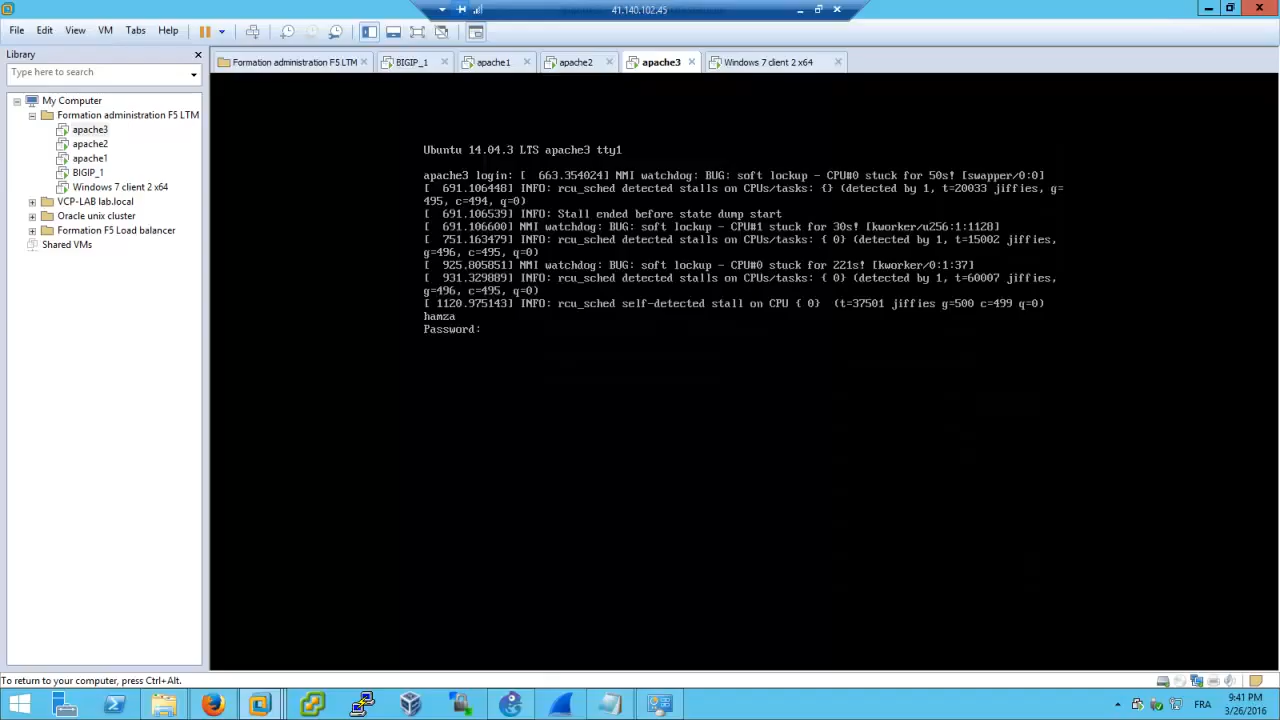 41.140.102.45
File Edit View VM Tabs Help
Library
Type here to search
My Computer
Formation administration F5 LTM
apache3
apache2
apache1
BIGIP_1
Windows 7 client 2 x64
VCP-LAB lab.local
Oracle unix cluster
Formation F5 Load balancer
Shared VMs
Formation administration F5 LTM BIGIP_1 apache1 apache2 apache3 Windows 7 client 2 x64
Ubuntu 14.04.3 LTS apache3 tty1
apache3 login: [  663.354024] NMI watchdog: BUG: soft lockup - CPU#0 stuck for 50s! [swapper/0:0]
[  691.106448] INFO: rcu_sched detected stalls on CPUs/tasks: {} (detected by 1, t=20033 jiffies, g=
495, c=494, q=0)
[  691.106539] INFO: Stall ended before state dump start
[  691.106600] NMI watchdog: BUG: soft lockup - CPU#1 stuck for 30s! [kworker/u256:1:1128]
[  751.163479] INFO: rcu_sched detected stalls on CPUs/tasks: { 0} (detected by 1, t=15002 jiffies,
g=496, c=495, q=0)
[  925.805851] NMI watchdog: BUG: soft lockup - CPU#0 stuck for 221s! [kworker/0:1:37]
[  931.329889] INFO: rcu_sched detected stalls on CPUs/tasks: { 0} (detected by 1, t=60007 jiffies,
g=496, c=495, q=0)
[ 1120.975143] INFO: rcu_sched self-detected stall on CPU { 0}  (t=37501 jiffies g=500 c=499 q=0)
hamza
Password:
To return to your computer, press Ctrl+Alt.
FRA
9:41 PM
3/26/2016